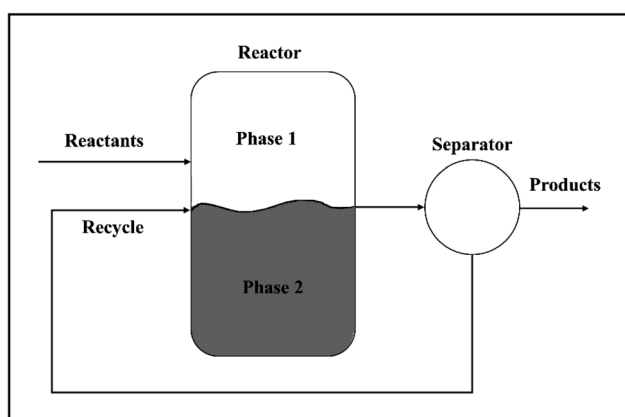 Reactor
Reactants
Phase 1
Separator
Products
Recycle
Phase 2